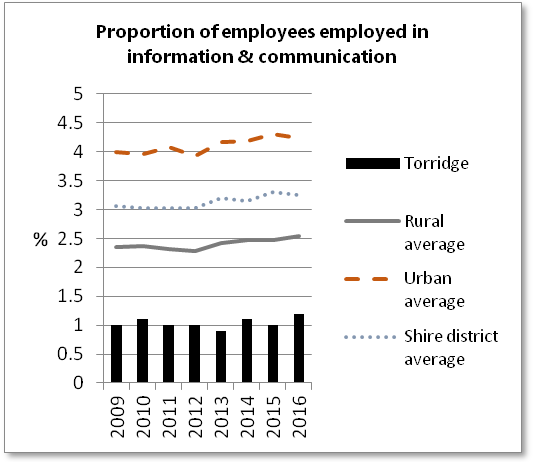 Proportion of employees employed in
information & communication
5
4.5
4
3.5
3
2.5
2
1.5
1
0.5
0
%
2009
2010
2011
2012
2013
2014
2015
2016
Torridge
Rural
average
Urban
average
Shire district
average